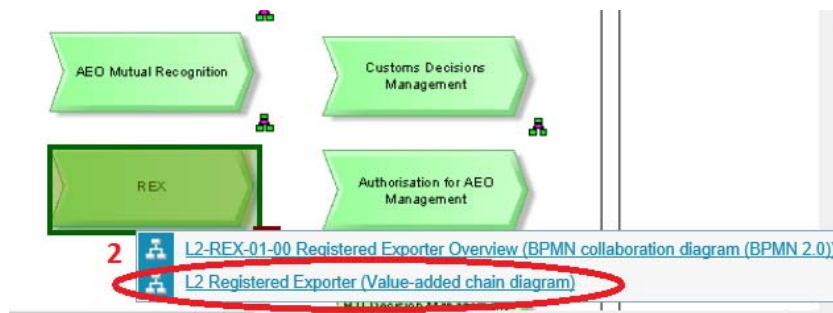 AEO Mutual Recognition
Customs Decisions
Management
REX
Authorisation for AEO
Management
2
L2-REX-01-00 Registered Exporter Overview (BPMN collaboration diagram (BPMN 2.0))
L2 Registered Exporter (Value-added chain diagram)